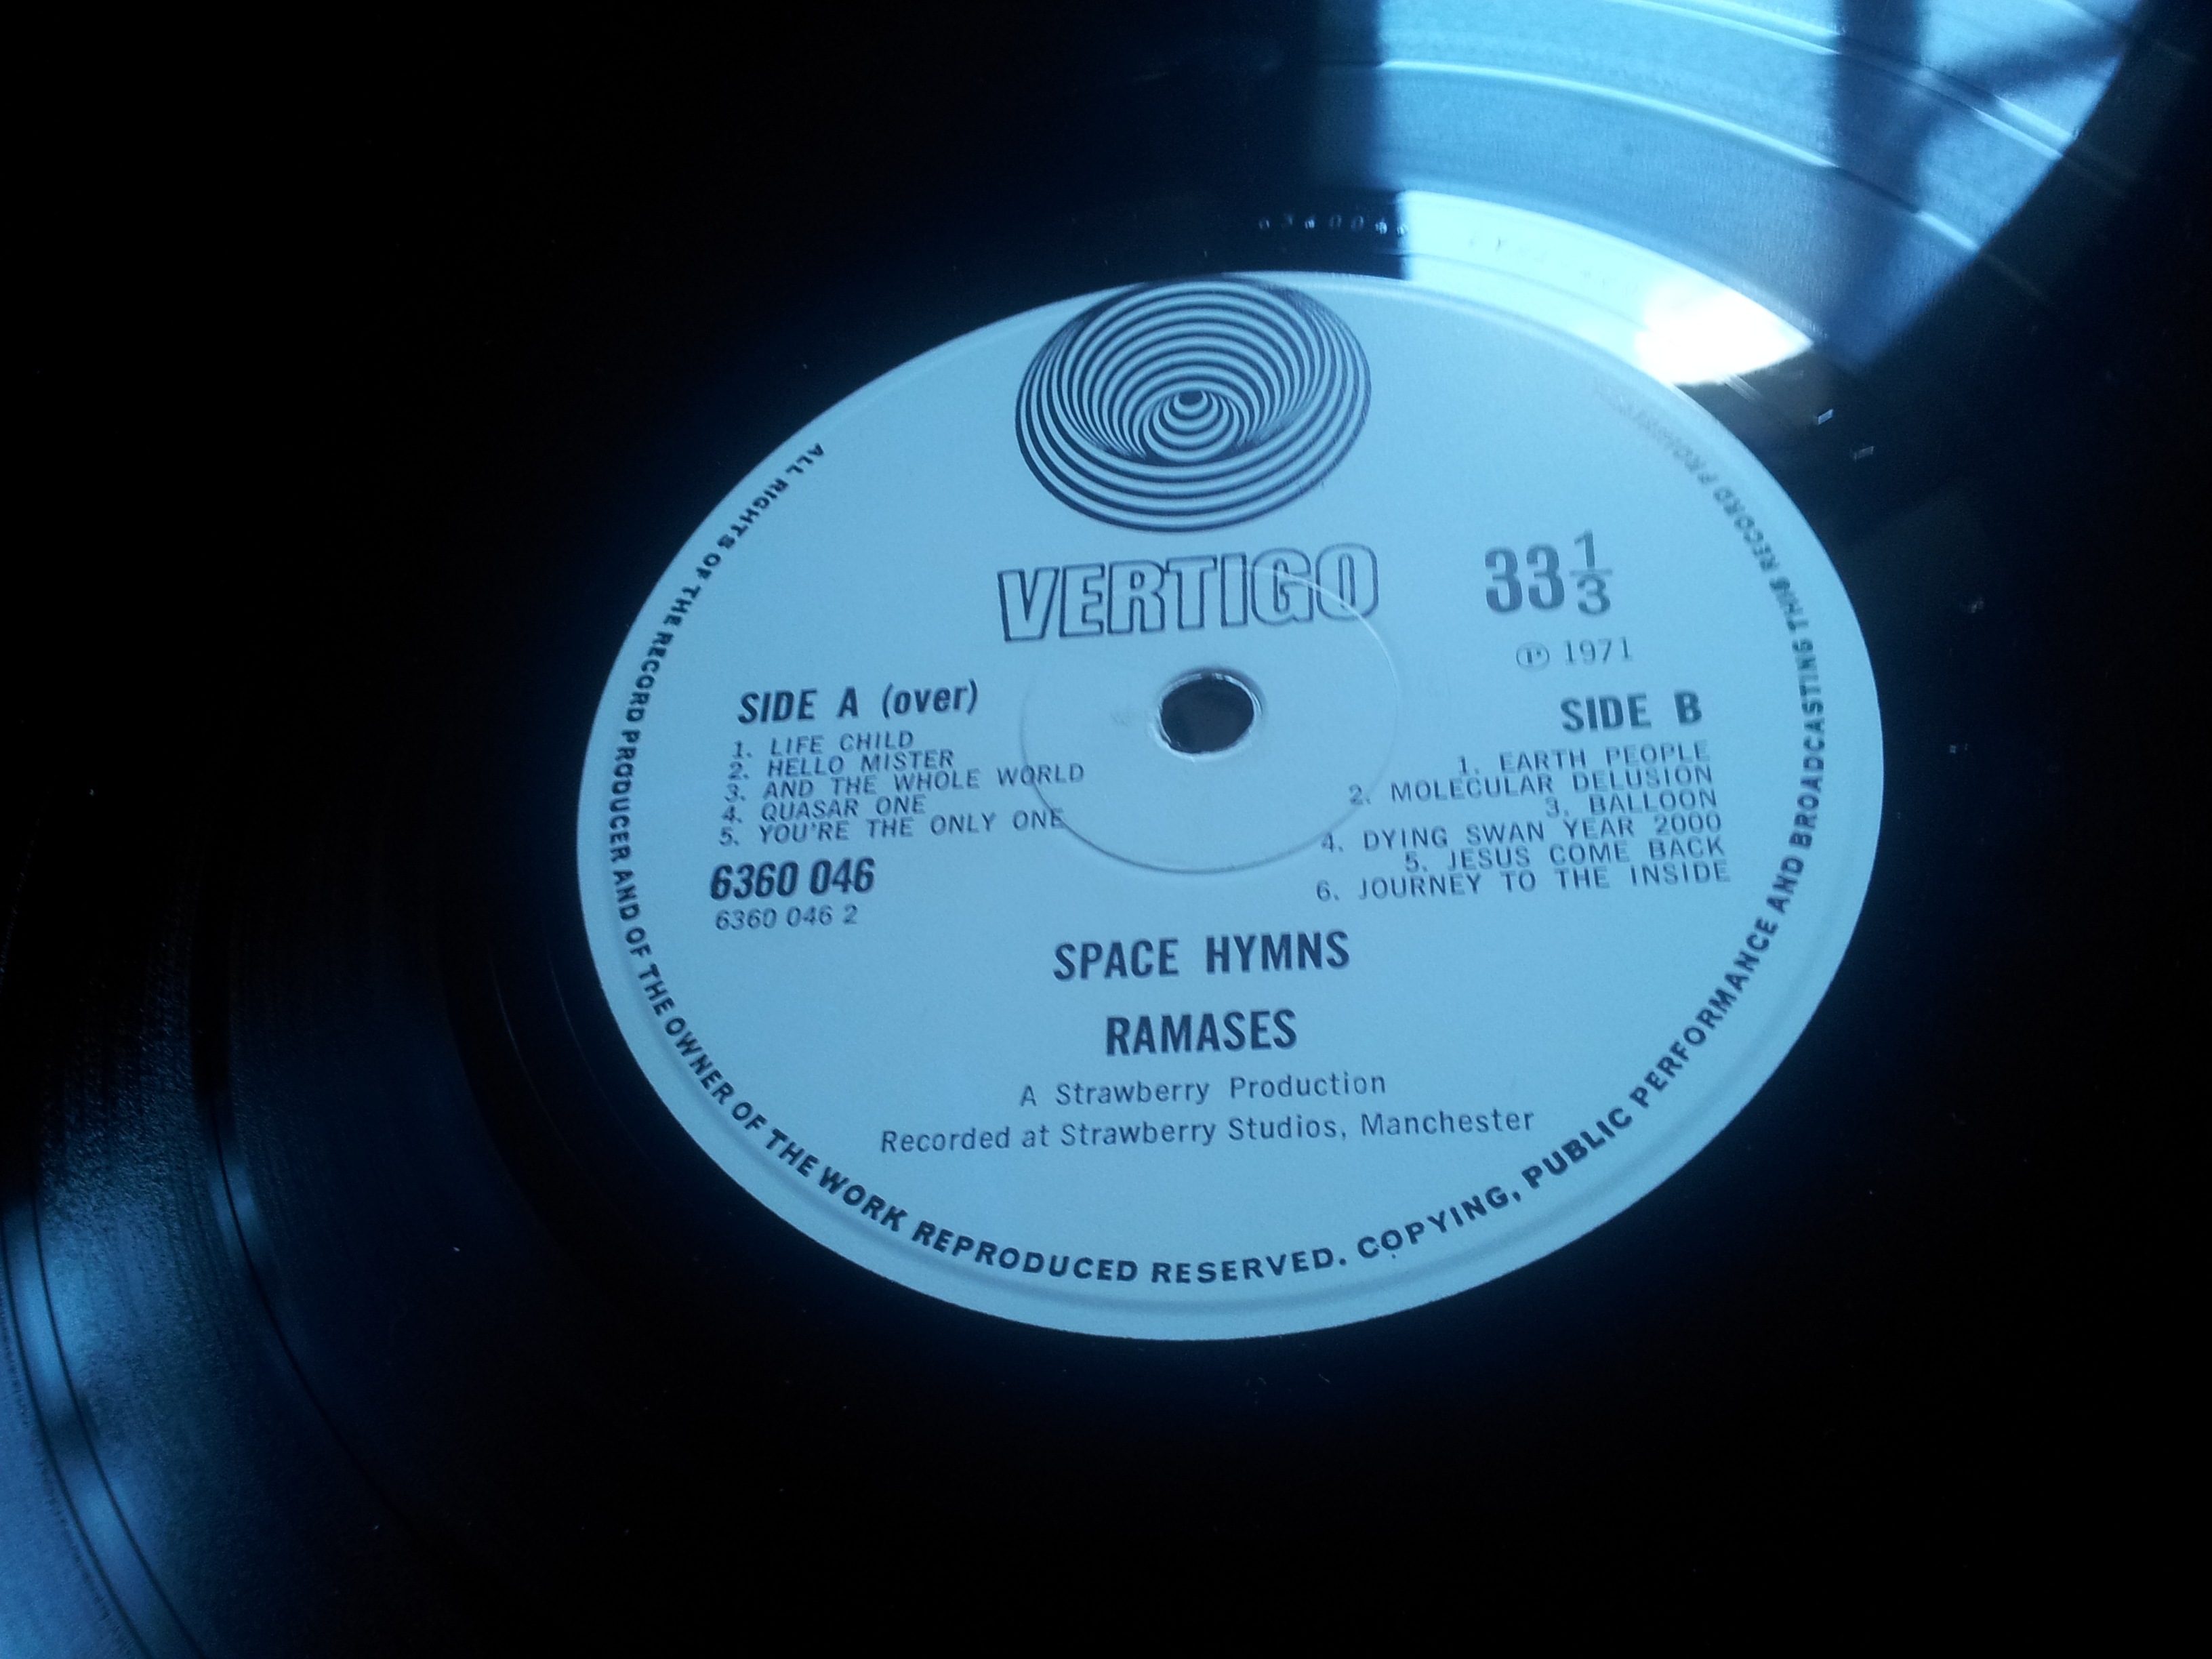 VERTIGO
33 1/3
Ⓟ 1971
SIDE A (over)
1. LIFE CHILD
2. HELLO MISTER
3. AND THE WHOLE WORLD
4. QUASAR ONE
5. YOU'RE THE ONLY ONE
6360 046
6360 046 2
SIDE B
1. EARTH PEOPLE
2. MOLECULAR DELUSION
3. BALLOON
4. DYING SWAN YEAR 2000
5. JESUS COME BACK
6. JOURNEY TO THE INSIDE
SPACE HYMNS
RAMASES
A Strawberry Production
Recorded at Strawberry Studios, Manchester
ALL RIGHTS OF THE RECORD PRODUCER AND OF THE OWNER OF THE WORK REPRODUCED RESERVED. COPYING, PUBLIC PERFORMANCE AND BROADCASTING THIS RECORD PROHIBITED